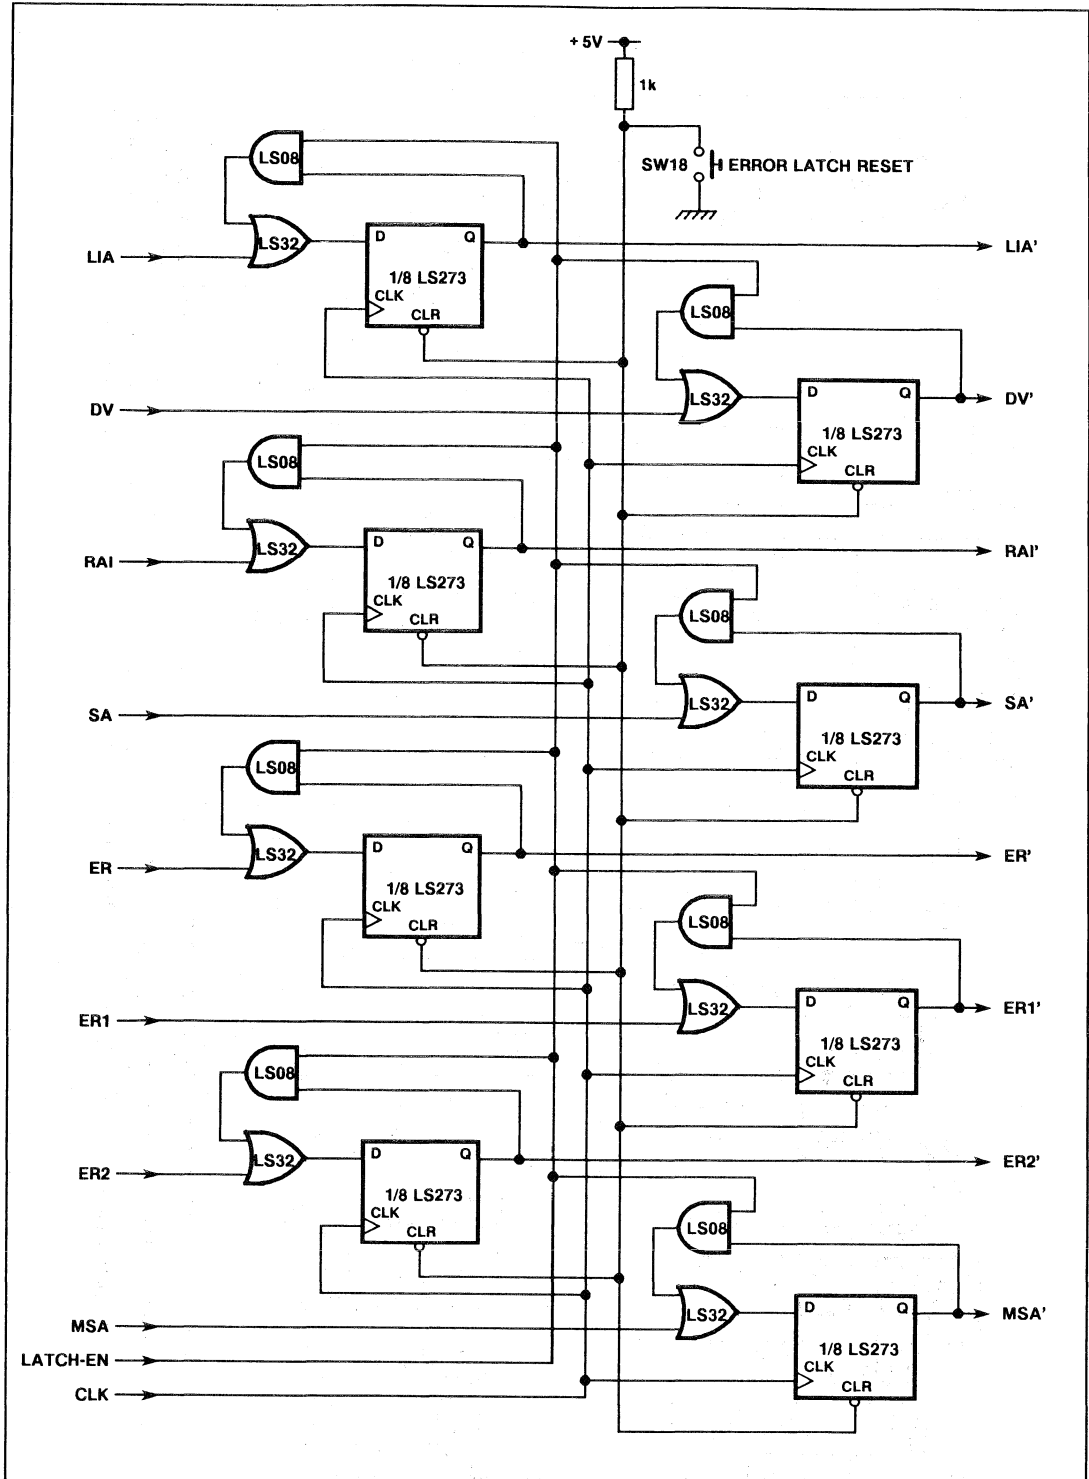 + 5V
1k
SW18 ERROR LATCH RESET
LS08
LS32
LIA
D Q
1/8 LS273
CLK
CLR
LIA'
LS08
LS32
DV
D Q
1/8 LS273
CLK
CLR
DV'
LS08
LS32
RAI
D Q
1/8 LS273
CLK
CLR
RAI'
LS08
LS32
SA
D Q
1/8 LS273
CLK
CLR
SA'
LS08
LS32
ER
D Q
1/8 LS273
CLK
CLR
ER'
LS08
LS32
ER1
D Q
1/8 LS273
CLK
CLR
ER1'
LS08
LS32
ER2
D Q
1/8 LS273
CLK
CLR
ER2'
LS08
LS32
MSA
D Q
1/8 LS273
CLK
CLR
MSA'
LATCH-EN
CLK